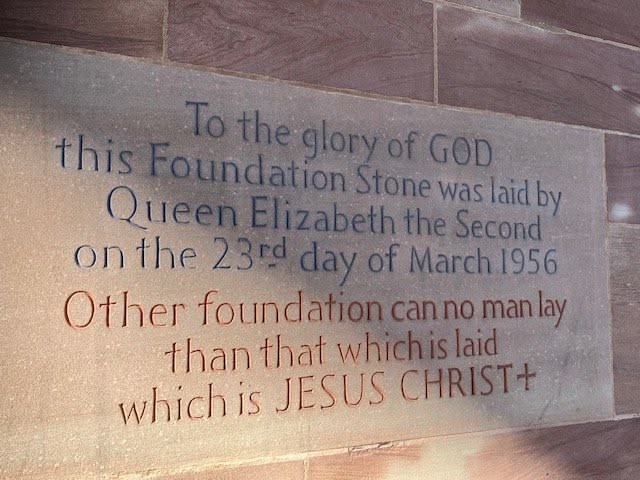 To the glory of GOD
this Foundation Stone was laid by
Queen Elizabeth the Second
on the 23rd day of March 1956
Other foundation can no man lay
than that which is laid
which is JESUS CHRIST+